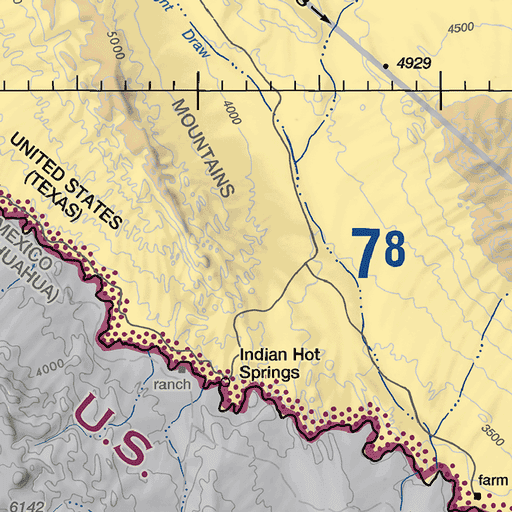 Draw
5000
4500
4929
4000
MOUNTAINS
UNITED STATES
(TEXAS)
MEXICO
78
Indian Hot
Springs
4000
ranch
U.S.
3500
farm
6142